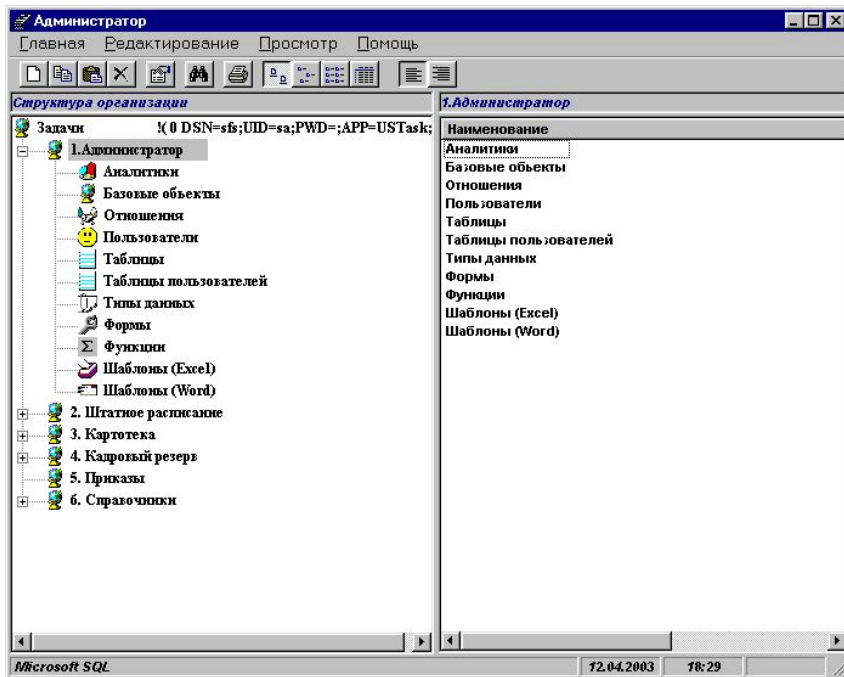 Администратор
Главная Редактирование Просмотр Помощь
Структура организации
Задачи !( 0 DSN=sfs;UID=sa;PWD=;APP=USTask;
1.Администратор
Аналитики
Базовые обьекты
Отношения
Пользователи
Таблицы
Таблицы пользователей
Типы данных
Формы
Σ Функции
Шаблоны (Excel)
Шаблоны (Word)
2. Штатное расписание
3. Картотека
4. Кадровый резерв
5. Приказы
6. Справочники
1.Администратор
Наименование
Аналитики
Базовые обьекты
Отношения
Пользователи
Таблицы
Таблицы пользователей
Типы данных
Формы
Функции
Шаблоны (Excel)
Шаблоны (Word)
Microsoft SQL 12.04.2003 18:29